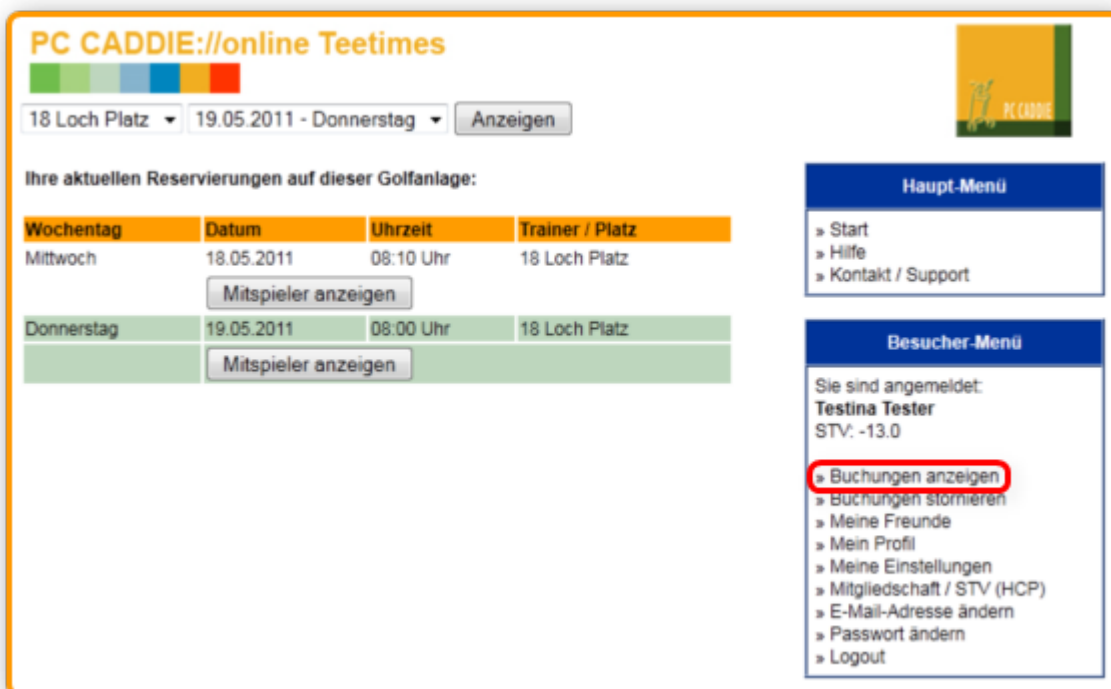 PC CADDIE://online Teetimes
18 Loch Platz 19.05.2011 - Donnerstag Anzeigen
PC CADDIE
Ihre aktuellen Reservierungen auf dieser Golfanlage:
Wochentag Datum Uhrzeit Trainer / Platz
Mittwoch 18.05.2011 08:10 Uhr 18 Loch Platz
Mitspieler anzeigen
Donnerstag 19.05.2011 08:00 Uhr 18 Loch Platz
Mitspieler anzeigen
Haupt-Menü
» Start
» Hilfe
» Kontakt / Support
Besucher-Menü
Sie sind angemeldet:
Testina Tester
STV: -13.0
» Buchungen anzeigen
» Buchungen stornieren
» Meine Freunde
» Mein Profil
» Meine Einstellungen
» Mitgliedschaft / STV (HCP)
» E-Mail-Adresse ändern
» Passwort ändern
» Logout